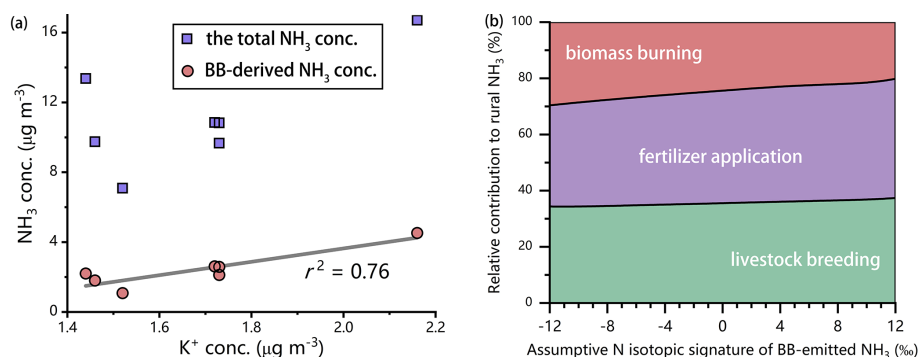 (a)
16
12
8
4
0
NH₃ conc. (μg m⁻³)
the total NH₃ conc.
BB-derived NH₃ conc.
r² = 0.76
1.4 1.6 1.8 2.0 2.2
K⁺ conc. (μg m⁻³)
(b)
100
80
60
40
20
0
Relative contribution to rural NH₃ (%)
biomass burning
fertilizer application
livestock breeding
-12 -8 -4 0 4 8 12
Assumptive N isotopic signature of BB-emitted NH₃ (‰)